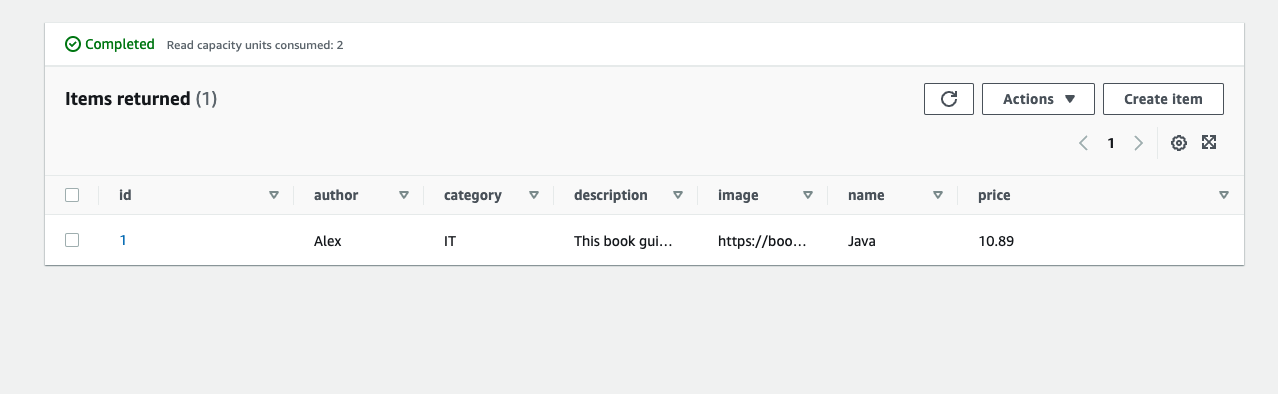 Completed Read capacity units consumed: 2
Items returned (1) Actions Create item
1
id author category description image name price
1 Alex IT This book gui... https://boo... Java 10.89